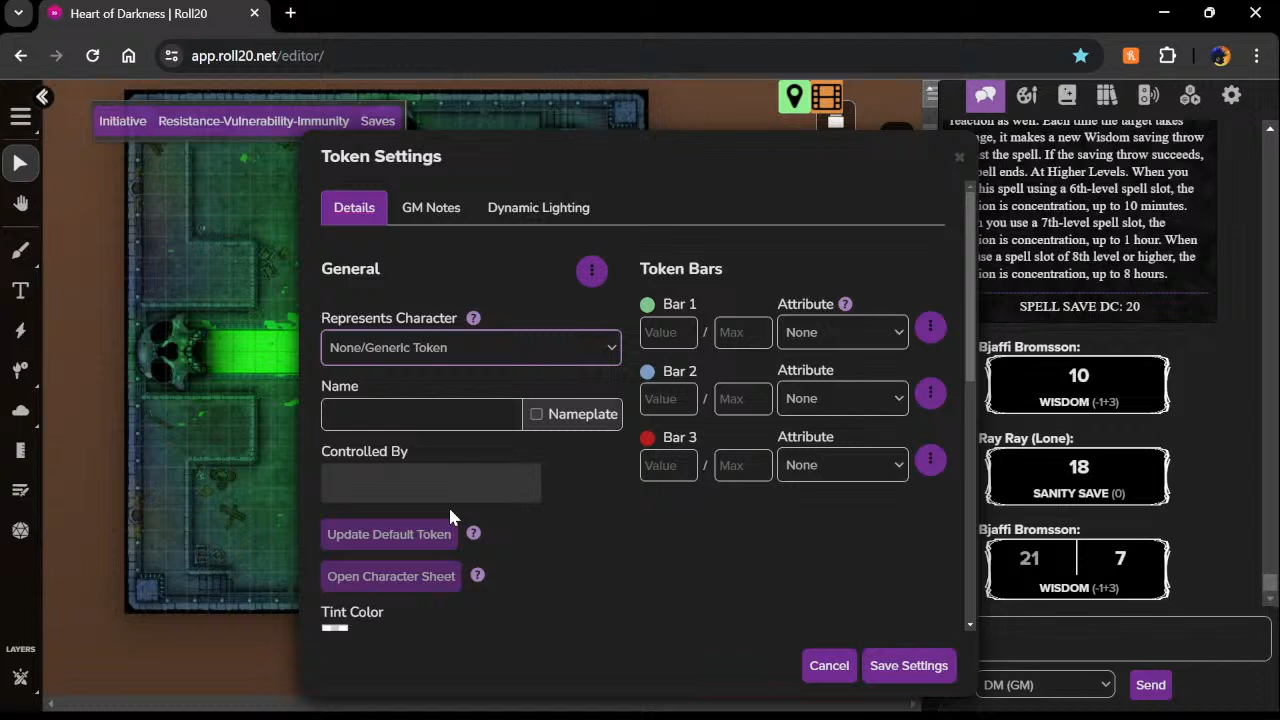 Heart of Darkness | Roll20
app.roll20.net/editor/
Initiative Resistance-Vulnerability-Immunity Saves
LAYERS
Token Settings
Details GM Notes Dynamic Lighting
General
Represents Character ?
None/Generic Token
Name
Nameplate
Controlled By
Update Default Token ?
Open Character Sheet ?
Tint Color
Token Bars
Bar 1 Attribute ?
Value / Max None
Bar 2 Attribute
Value / Max None
Bar 3 Attribute
Value / Max None
Cancel Save Settings
reaction as well. Each time the target takes
it makes a new Wisdom saving throw
the spell. If the saving throw succeeds,
ends. At Higher Levels. When you
his spell using a 6th-level spell slot, the
is concentration, up to 10 minutes.
you use a 7th-level spell slot, the
is concentration, up to 1 hour. When
a spell slot of 8th level or higher, the
is concentration, up to 8 hours.
SPELL SAVE DC: 20
Bjaffi Bromsson:
10
WISDOM (-1+3)
Ray Ray (Lone):
18
SANITY SAVE (0)
Bjaffi Bromsson:
21 7
WISDOM (-1+3)
DM (GM) Send